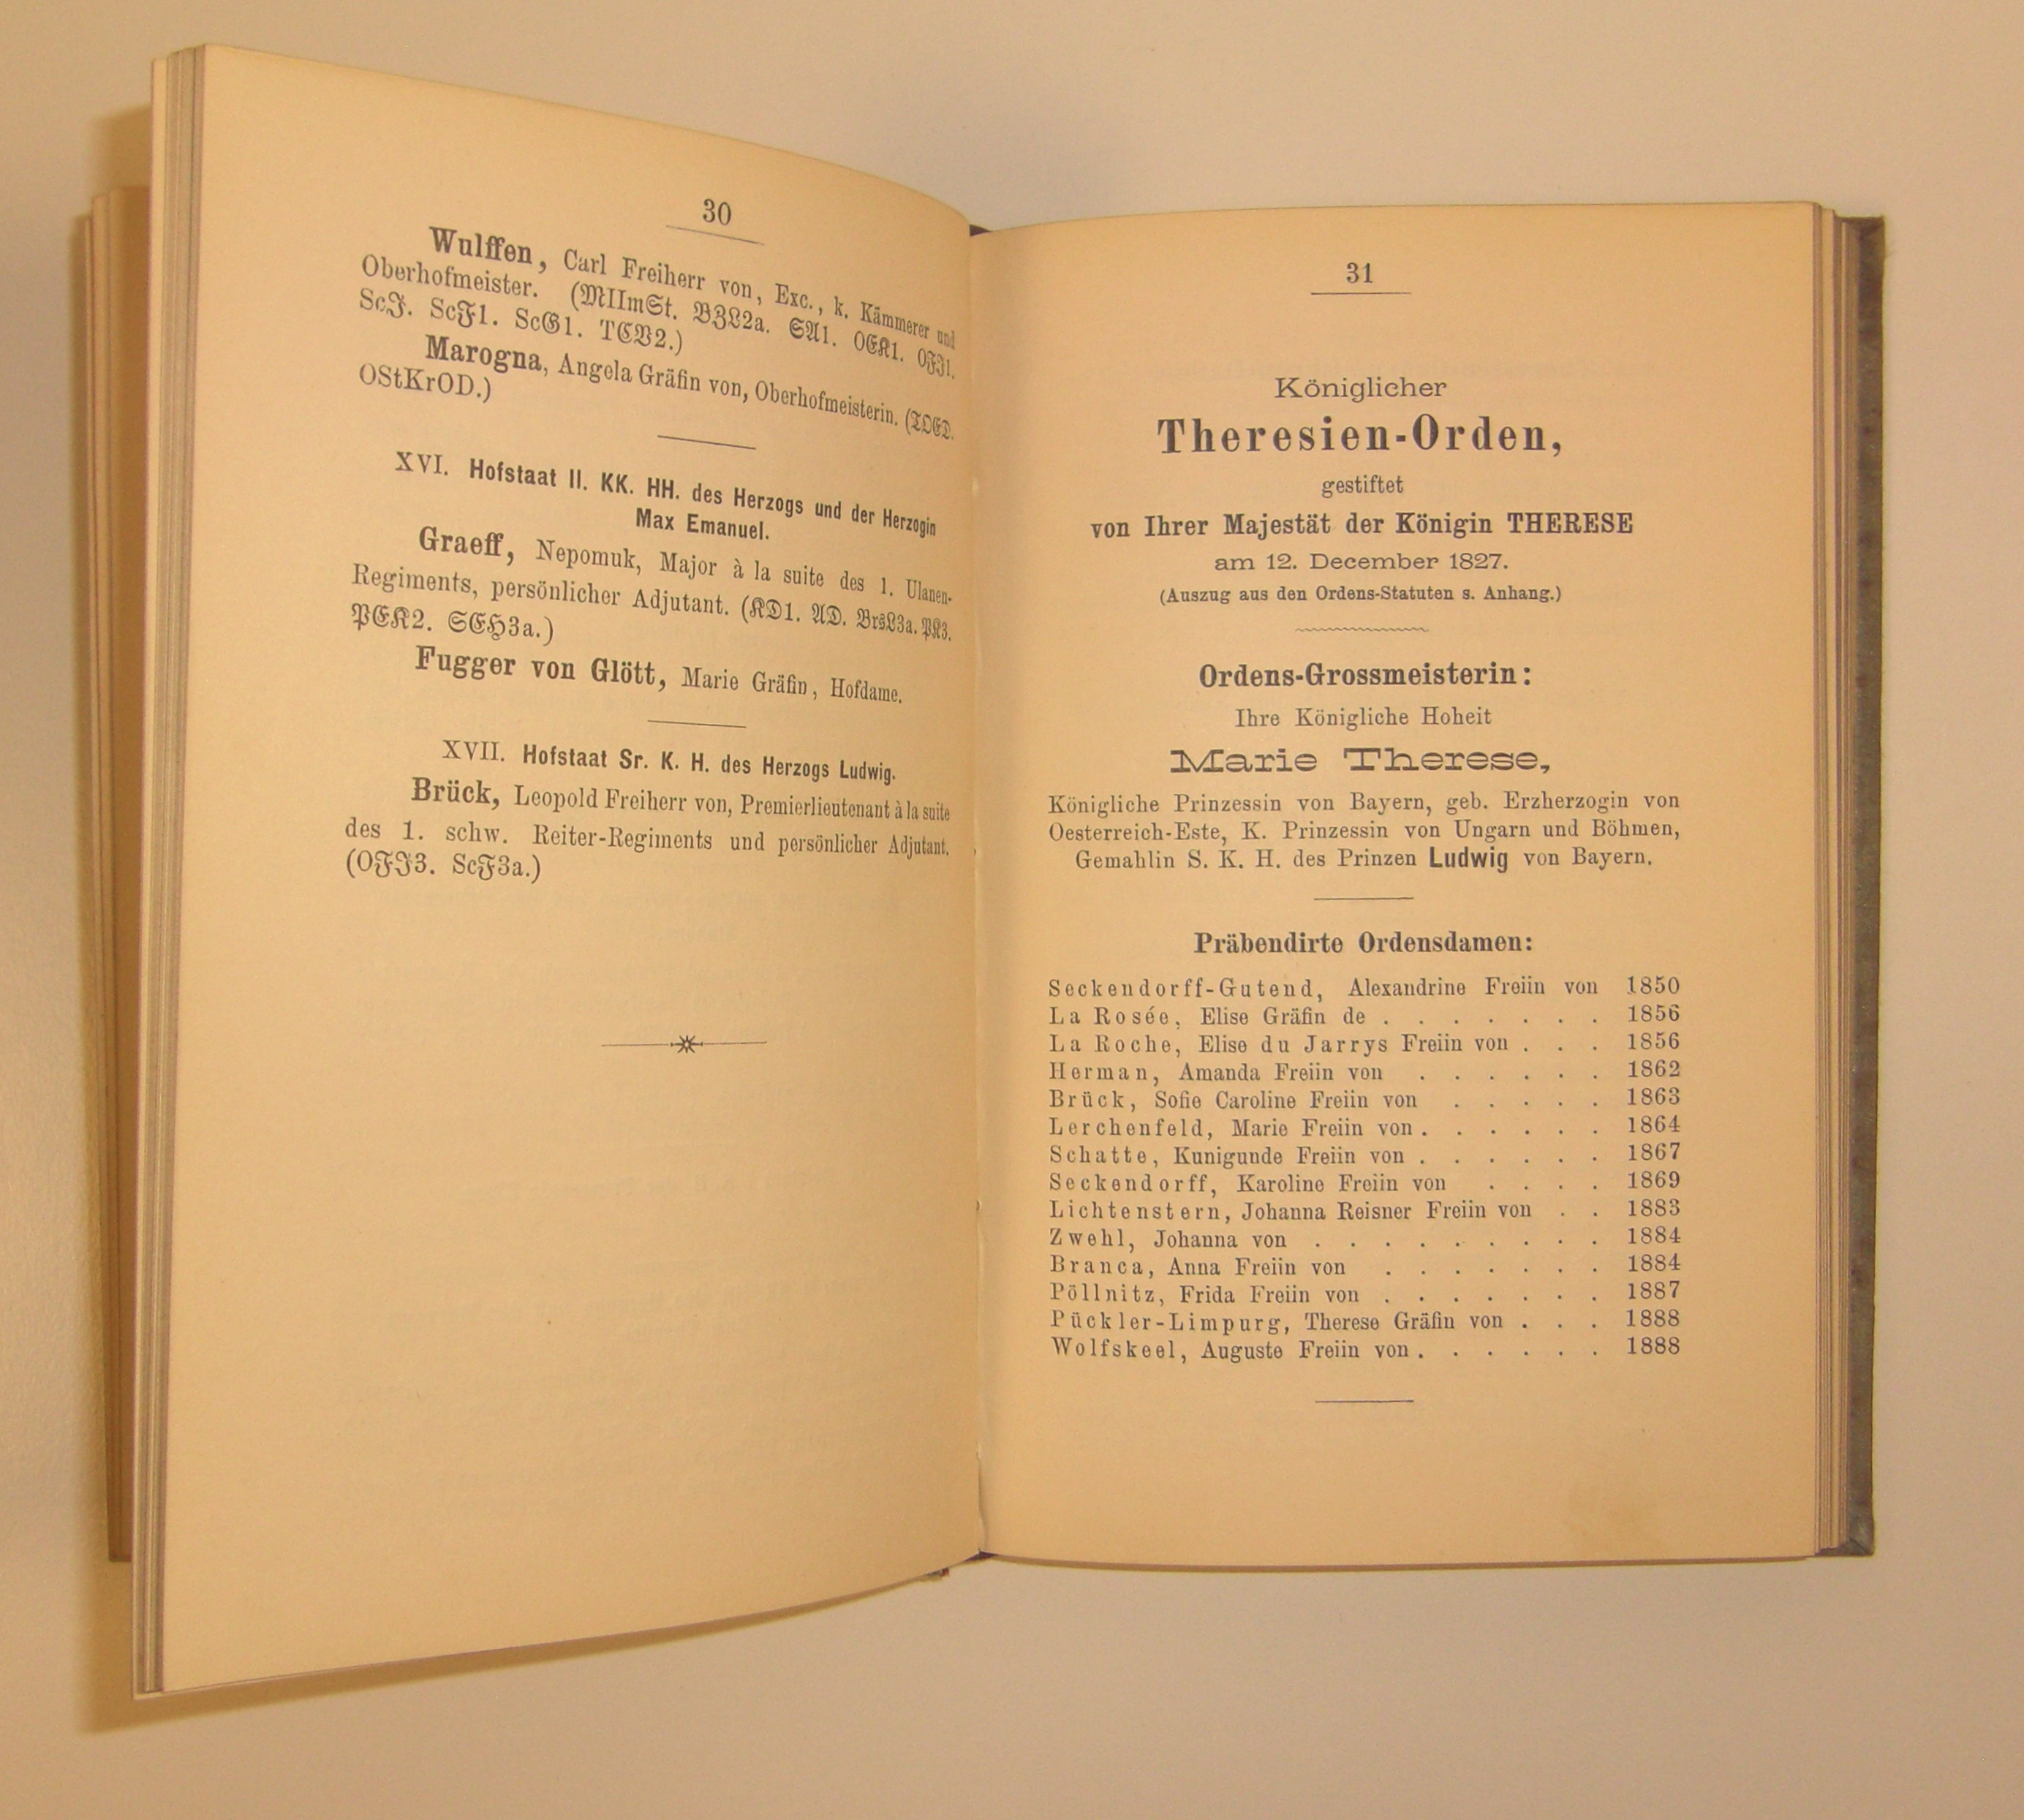 30
Wulffen, Carl Freiherr von, Exc., k. Kämmerer und
Oberhofmeister. (MIImSt. BZL2a. SA1. OEK1. OFJ1.
ScJ. ScF1. ScG1. TEV2.)
Marogna, Angela Gräfin von, Oberhofmeisterin. (TOED.
OStKrOD.)
XVI. Hofstaat II. KK. HH. des Herzogs und der Herzogin
Max Emanuel.
Graeff, Nepomuk, Major à la suite des 1. Ulanen-
Regiments, persönlicher Adjutant. (KD1. AD. BrsL3a. PK3.
PEK2. SEH3a.)
Fugger von Glött, Marie Gräfin, Hofdame.
XVII. Hofstaat Sr. K. H. des Herzogs Ludwig.
Brück, Leopold Freiherr von, Premierlieutenant à la suite
des 1. schw. Reiter-Regiments und persönlicher Adjutant.
(OFJ3. ScF3a.)
31
Königlicher
Theresien-Orden,
gestiftet
von Ihrer Majestät der Königin THERESE
am 12. December 1827.
(Auszug aus den Ordens-Statuten s. Anhang.)
Ordens-Grossmeisterin:
Ihre Königliche Hoheit
Marie Therese,
Königliche Prinzessin von Bayern, geb. Erzherzogin von
Oesterreich-Este, K. Prinzessin von Ungarn und Böhmen,
Gemahlin S. K. H. des Prinzen Ludwig von Bayern.
Präbendirte Ordensdamen:
Seckendorff-Gutend, Alexandrine Freiin von 1850
La Rosée, Elise Gräfin de . . . . . . . 1856
La Roche, Elise du Jarrys Freiin von . . . 1856
Herman, Amanda Freiin von . . . . . . 1862
Brück, Sofie Caroline Freiin von . . . . . 1863
Lerchenfeld, Marie Freiin von . . . . . . 1864
Schatte, Kunigunde Freiin von . . . . . . 1867
Seckendorff, Karoline Freiin von . . . . 1869
Lichtenstern, Johanna Reisner Freiin von . . 1883
Zwehl, Johanna von . . . . . . . . . 1884
Branca, Anna Freiin von . . . . . . . 1884
Pöllnitz, Frida Freiin von . . . . . . . 1887
Pückler-Limpurg, Therese Gräfin von . . . 1888
Wolfskeel, Auguste Freiin von . . . . . . 1888